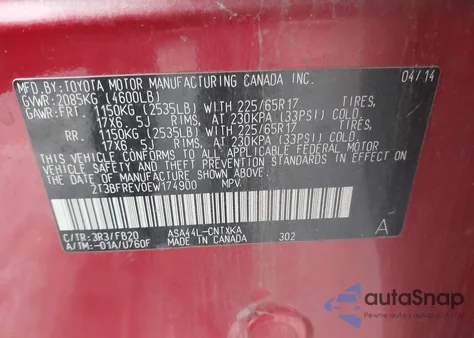 MFD. BY: TOYOTA MOTOR MANUFACTURING CANADA INC. 04/14
GVWR: 2085KG (4600LB)
GAWR: FRT. 1150KG (2535LB) WITH 225/65R17 TIRES,
17X6.5J RIMS, AT 230KPA (33PSI) COLD.
RR. 1150KG (2535LB) WITH 225/65R17 TIRES,
17X6.5J RIMS, AT 230KPA (33PSI) COLD.
THIS VEHICLE CONFORMS TO ALL APPLICABLE FEDERAL MOTOR
VEHICLE SAFETY STANDARDS IN EFFECT ON THE DATE OF
MANUFACTURE SHOWN ABOVE.
2T3BFREV0EW174900 MPV.
C/TR: 3R3/FB20 ASA44L-CNTXKA A
A/TM: -01A/U760F MADE IN CANADA 302
autoSnap
Pewne auto z